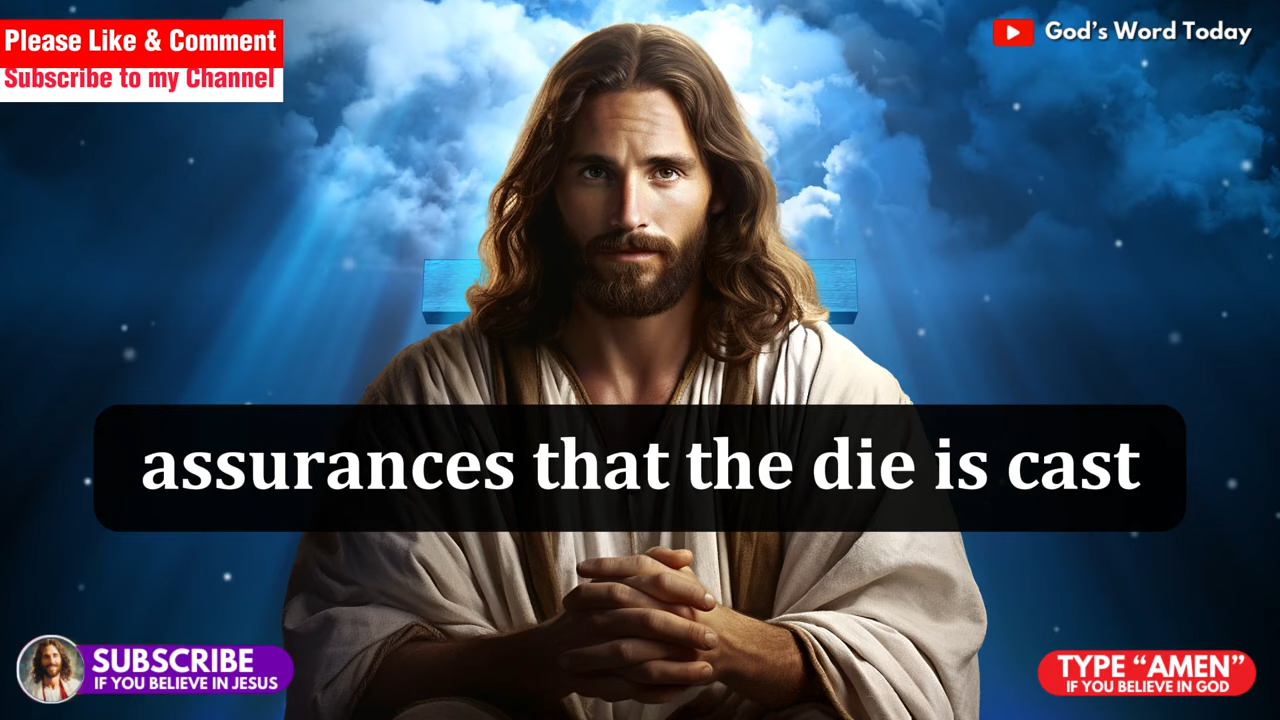 Please Like & Comment
Subscribe to my Channel
God's Word Today
assurances that the die is cast
SUBSCRIBE
IF YOU BELIEVE IN JESUS
TYPE “AMEN”
IF YOU BELIEVE IN GOD